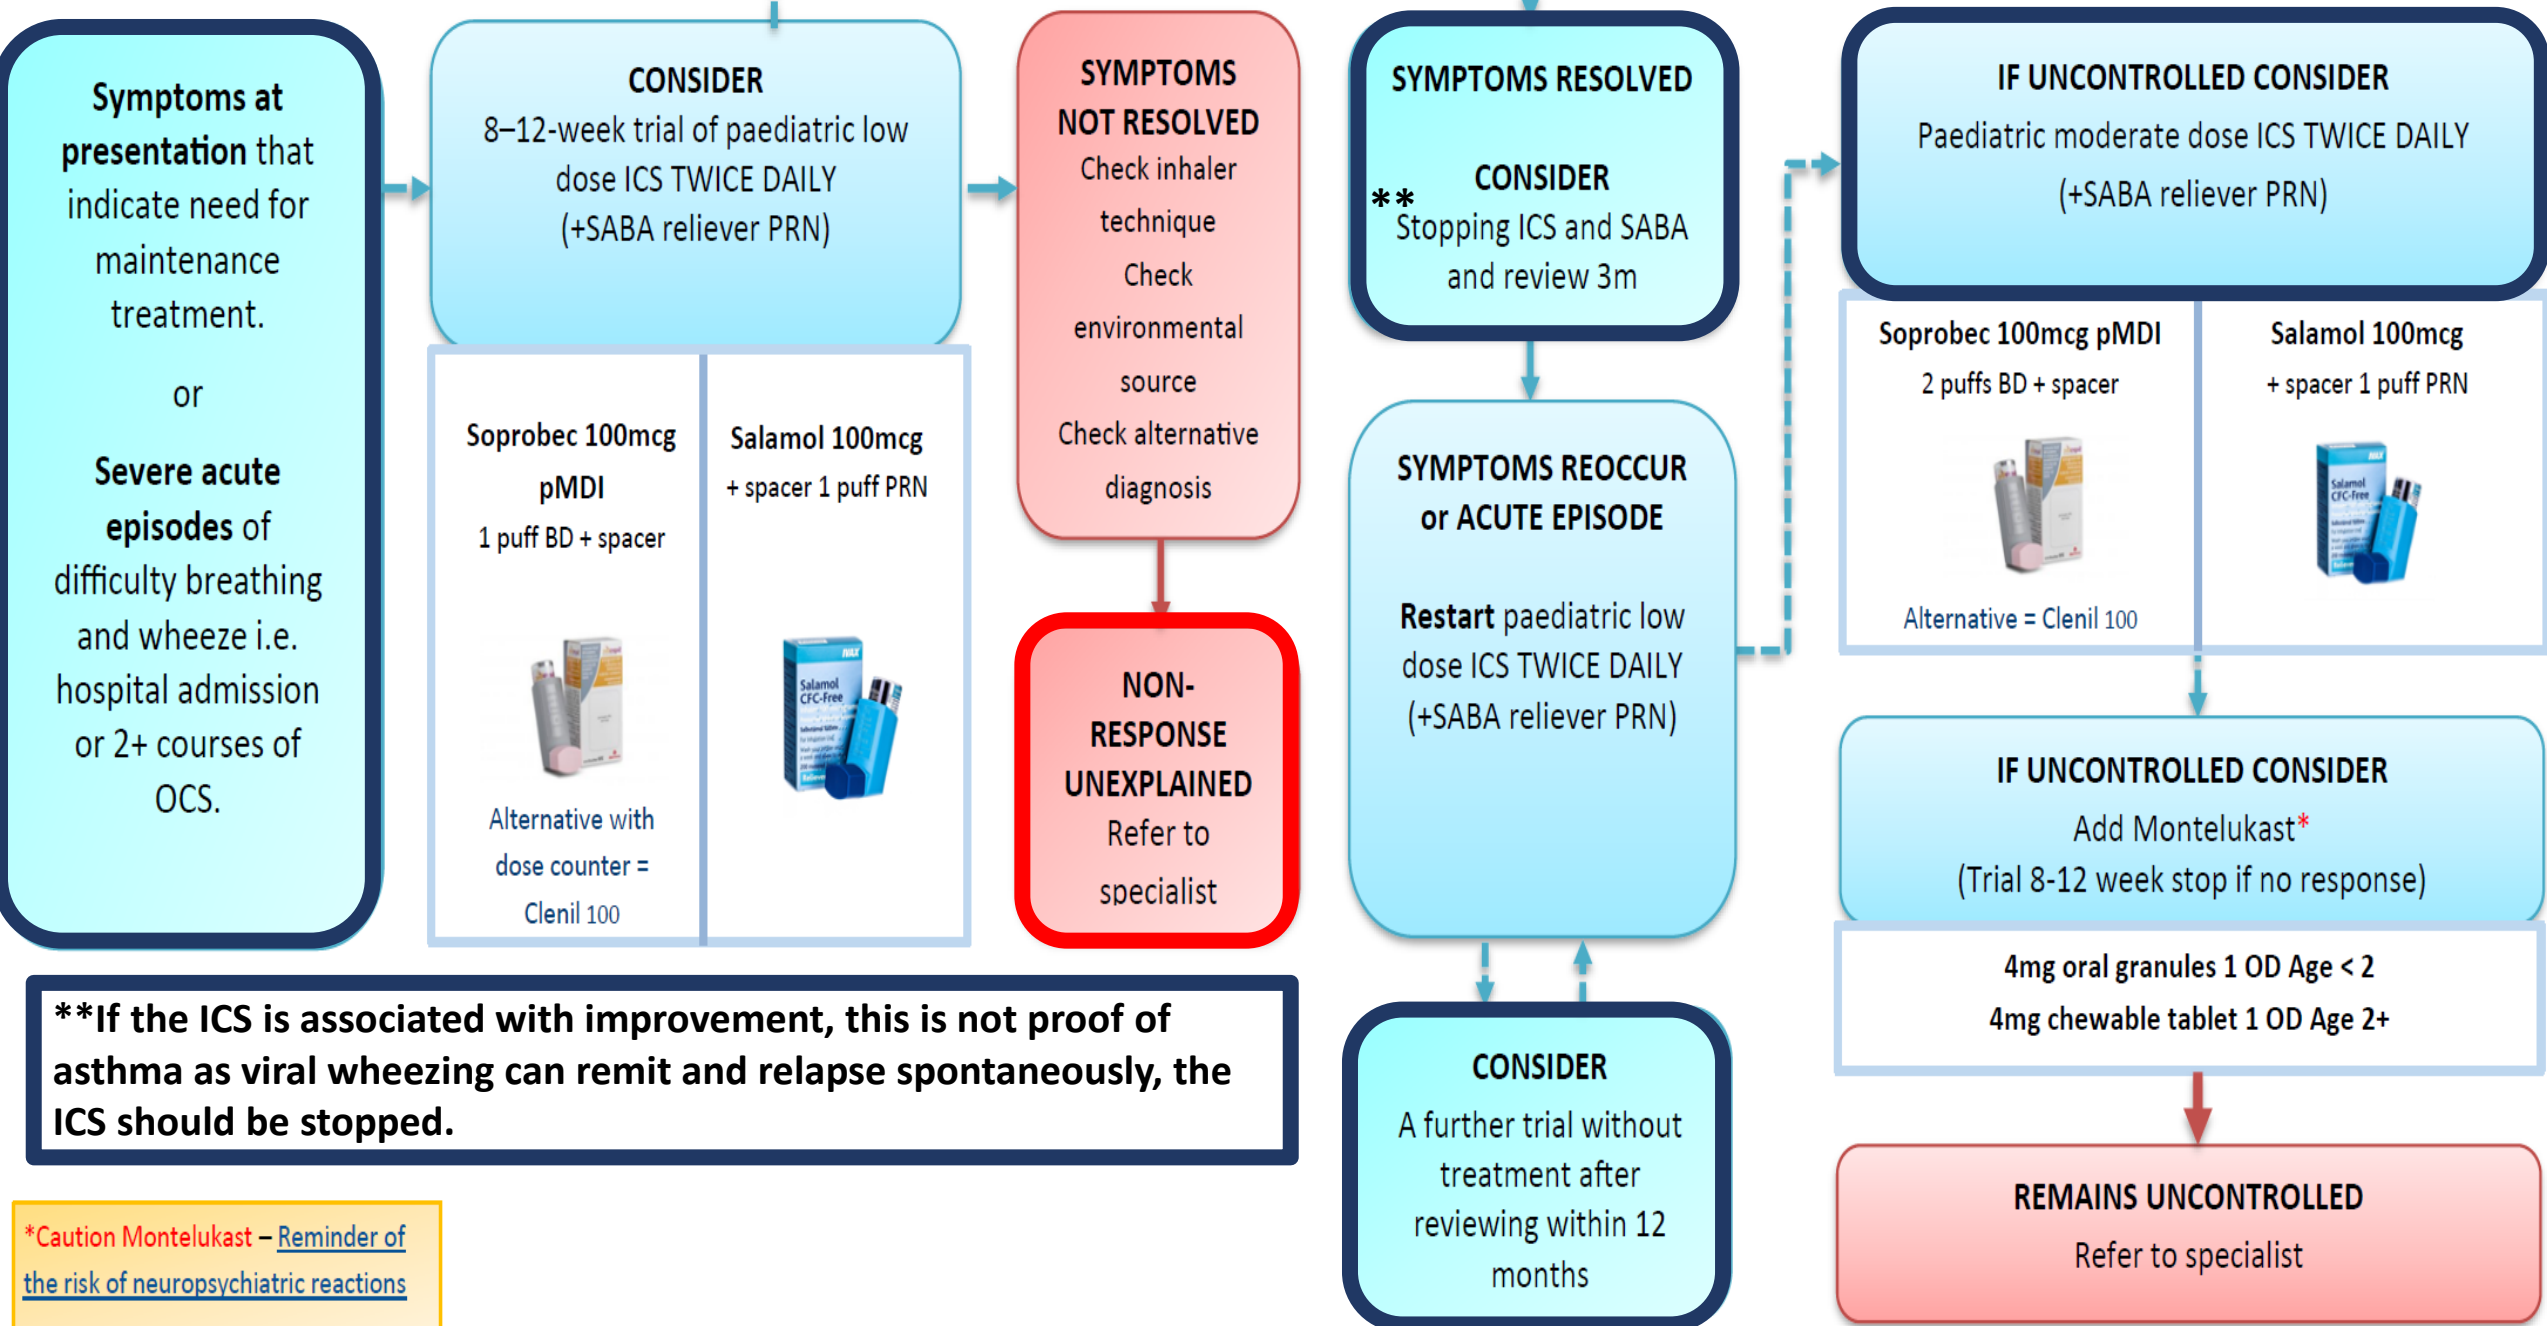 Symptoms at
presentation that
indicate need for
maintenance
treatment.
or
Severe acute
episodes of
difficulty breathing
and wheeze i.e.
hospital admission
or 2+ courses of
OCS.
CONSIDER
8–12-week trial of paediatric low
dose ICS TWICE DAILY
(+SABA reliever PRN)
Soprobec 100mcg
pMDI
1 puff BD + spacer
Alternative with
dose counter =
Clenil 100
Salamol 100mcg
+ spacer 1 puff PRN
IVAX
Salamol
CFC-Free
SYMPTOMS
NOT RESOLVED
Check inhaler
technique
Check
environmental
source
Check alternative
diagnosis
NON-
RESPONSE
UNEXPLAINED
Refer to
specialist
SYMPTOMS RESOLVED
CONSIDER
**
Stopping ICS and SABA
and review 3m
SYMPTOMS REOCCUR
or ACUTE EPISODE
Restart paediatric low
dose ICS TWICE DAILY
(+SABA reliever PRN)
CONSIDER
A further trial without
treatment after
reviewing within 12
months
IF UNCONTROLLED CONSIDER
Paediatric moderate dose ICS TWICE DAILY
(+SABA reliever PRN)
Soprobec 100mcg pMDI
2 puffs BD + spacer
Alternative = Clenil 100
Salamol 100mcg
+ spacer 1 puff PRN
IVAX
Salamol
CFC-Free
IF UNCONTROLLED CONSIDER
Add Montelukast*
(Trial 8-12 week stop if no response)
4mg oral granules 1 OD Age < 2
4mg chewable tablet 1 OD Age 2+
REMAINS UNCONTROLLED
Refer to specialist
**If the ICS is associated with improvement, this is not proof of
asthma as viral wheezing can remit and relapse spontaneously, the
ICS should be stopped.
*Caution Montelukast – Reminder of
the risk of neuropsychiatric reactions